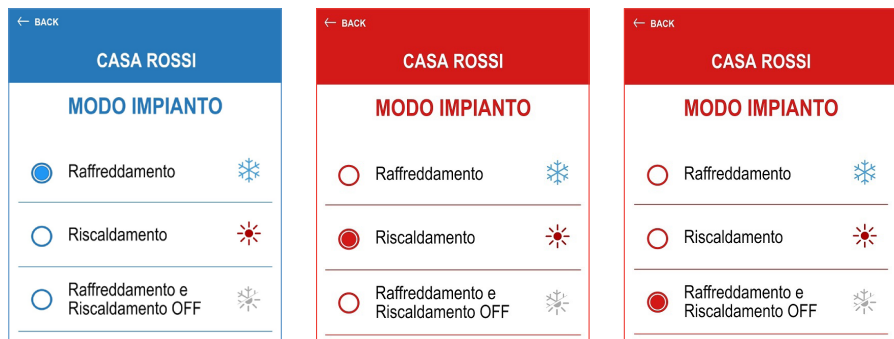 ← BACK
CASA ROSSI
MODO IMPIANTO
Raffreddamento
Riscaldamento
Raffreddamento e
Riscaldamento OFF
← BACK
CASA ROSSI
MODO IMPIANTO
Raffreddamento
Riscaldamento
Raffreddamento e
Riscaldamento OFF
← BACK
CASA ROSSI
MODO IMPIANTO
Raffreddamento
Riscaldamento
Raffreddamento e
Riscaldamento OFF